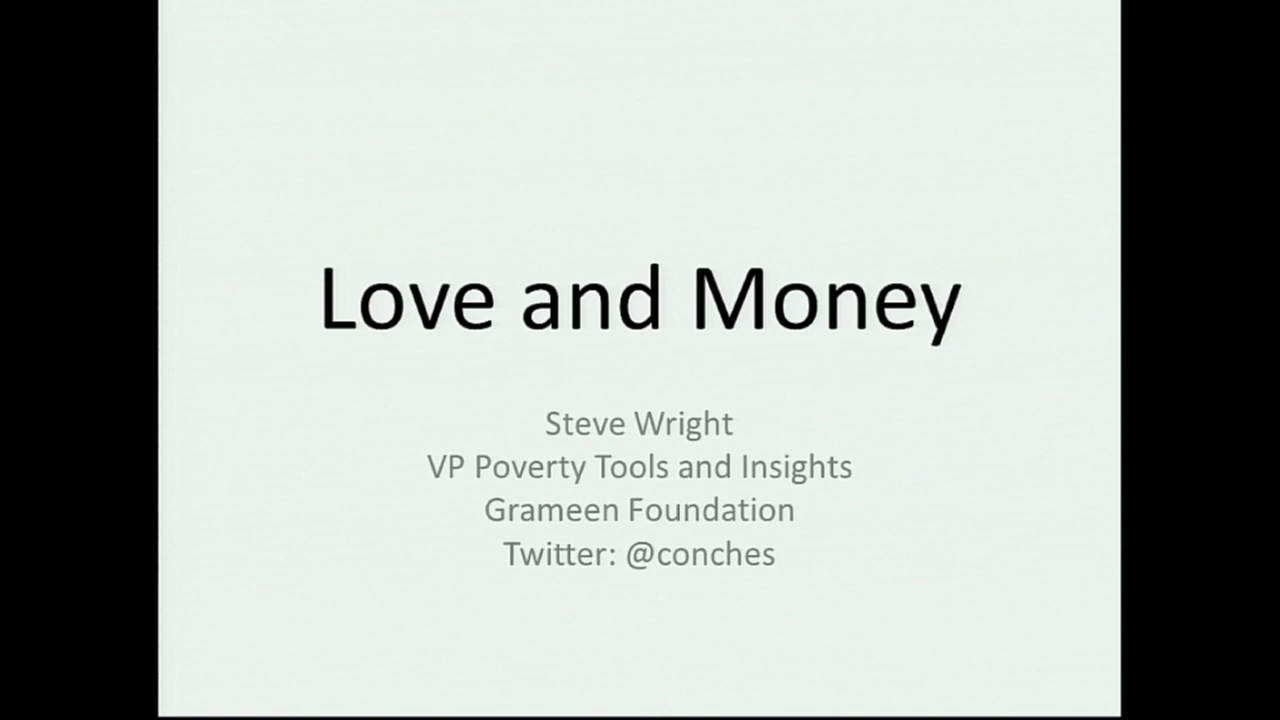 Love and Money
Steve Wright
VP Poverty Tools and Insights
Grameen Foundation
Twitter: @conches